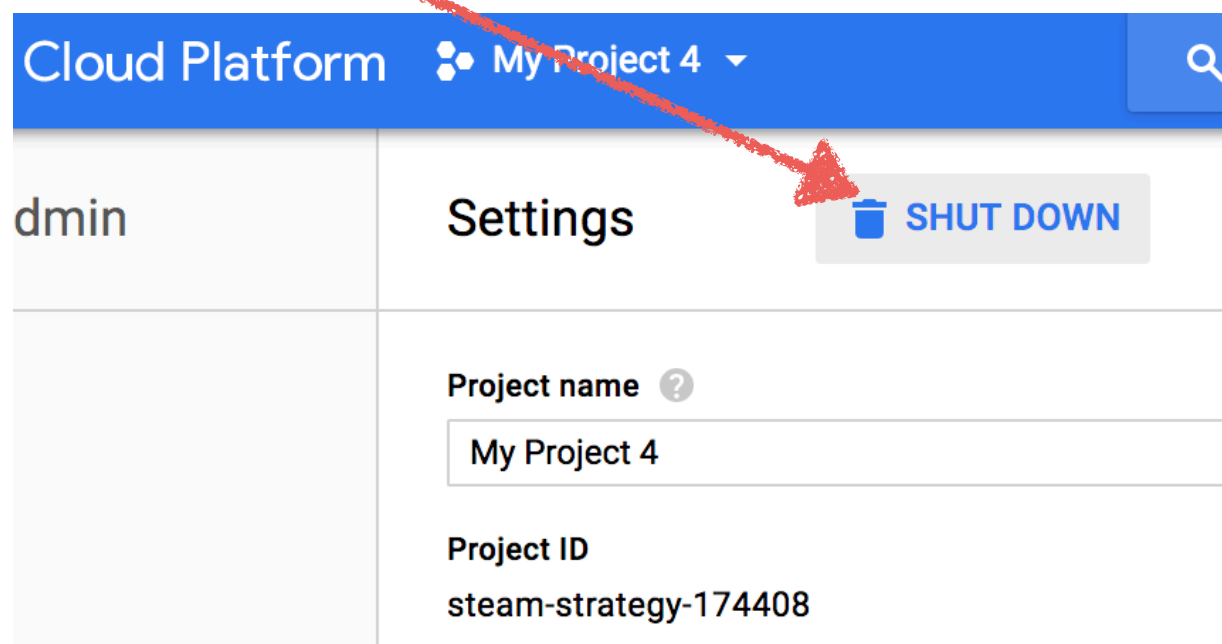 Cloud Platform My Project 4
dmin
Settings SHUT DOWN
Project name ?
My Project 4
Project ID
steam-strategy-174408